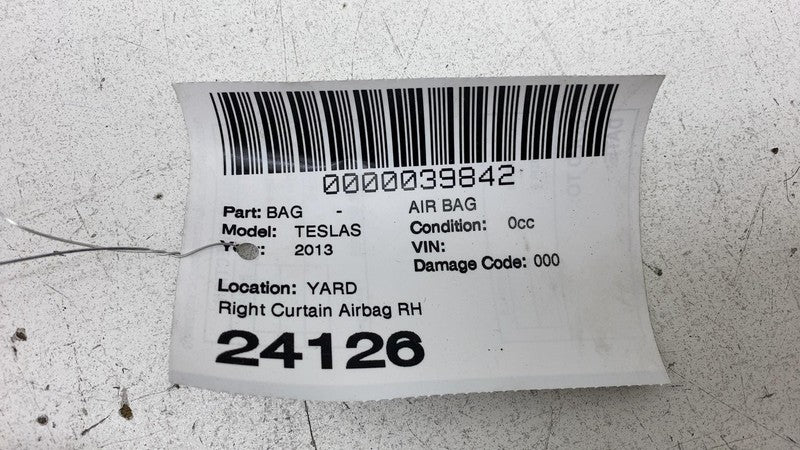 0000039842
Part: BAG - AIR BAG
Model: TESLAS Condition: 0cc
2013 VIN:
Damage Code: 000
Location: YARD
Right Curtain Airbag RH
24126